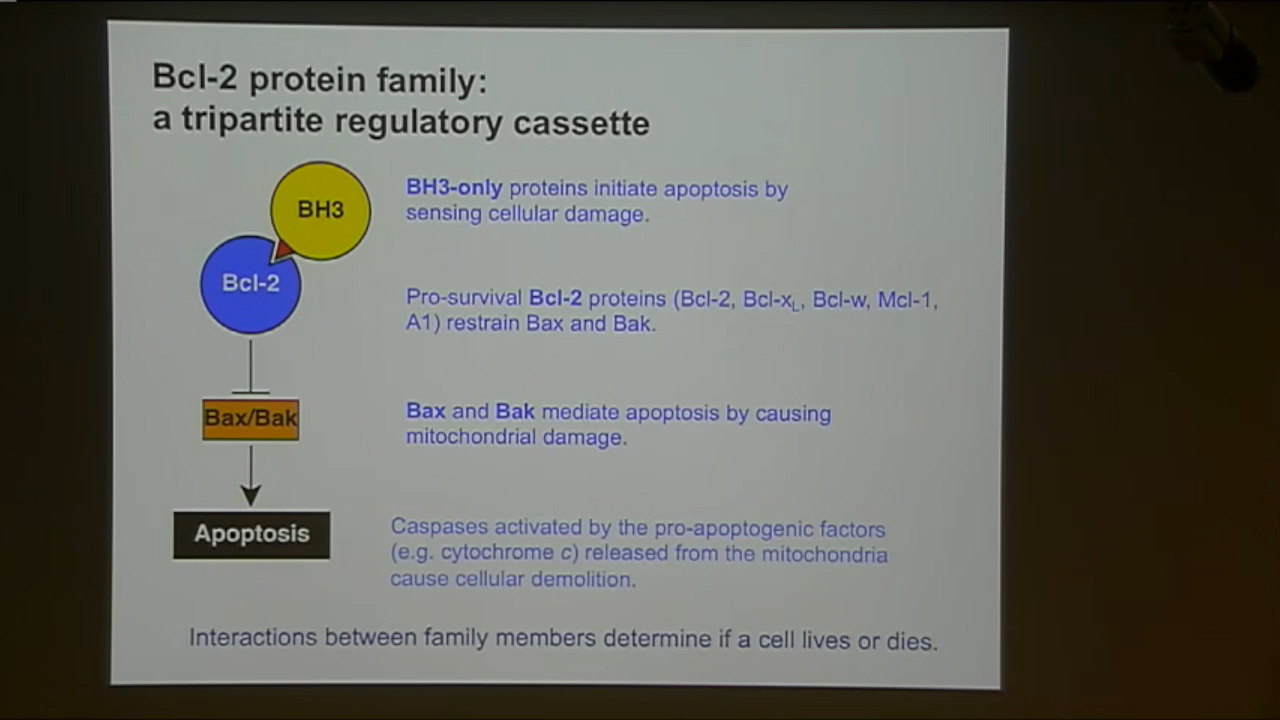 Bcl-2 protein family:
a tripartite regulatory cassette
BH3
BH3-only proteins initiate apoptosis by
sensing cellular damage.
Bcl-2
Pro-survival Bcl-2 proteins (Bcl-2, Bcl-xL, Bcl-w, Mcl-1,
A1) restrain Bax and Bak.
Bax/Bak
Bax and Bak mediate apoptosis by causing
mitochondrial damage.
Apoptosis
Caspases activated by the pro-apoptogenic factors
(e.g. cytochrome c) released from the mitochondria
cause cellular demolition.
Interactions between family members determine if a cell lives or dies.